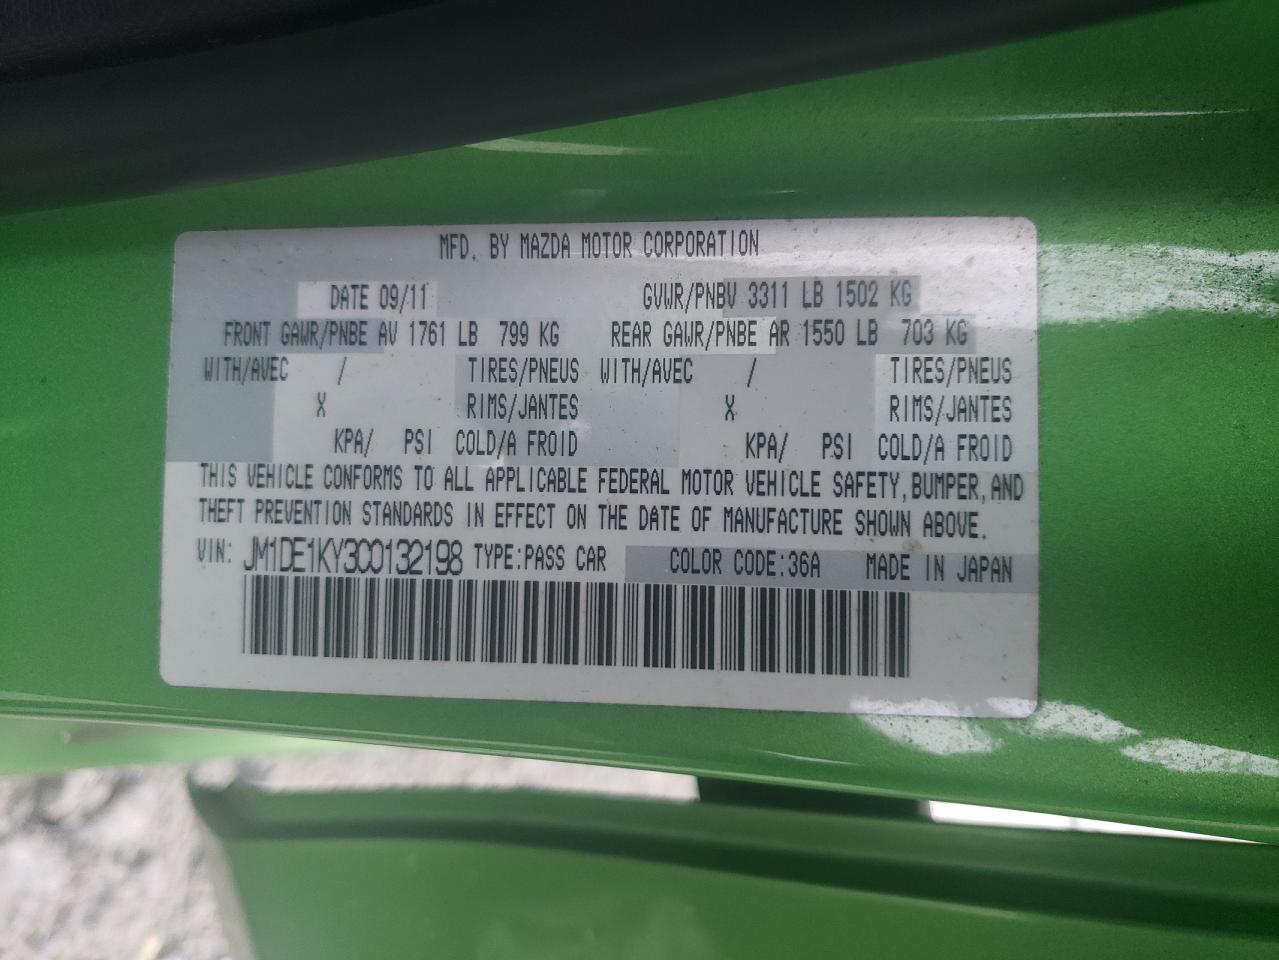 MFD. BY MAZDA MOTOR CORPORATION
DATE 09/11 GVWR/PNBV 3311 LB 1502 KG
FRONT GAWR/PNBE AV 1761 LB 799 KG REAR GAWR/PNBE AR 1550 LB 703 KG
WITH/AVEC / TIRES/PNEUS WITH/AVEC / TIRES/PNEUS
X RIMS/JANTES X RIMS/JANTES
KPA/ PSI COLD/A FROID KPA/ PSI COLD/A FROID
THIS VEHICLE CONFORMS TO ALL APPLICABLE FEDERAL MOTOR VEHICLE SAFETY, BUMPER, AND
THEFT PREVENTION STANDARDS IN EFFECT ON THE DATE OF MANUFACTURE SHOWN ABOVE.
VIN: JM1DE1KY3C0132198 TYPE:PASS CAR COLOR CODE:36A MADE IN JAPAN